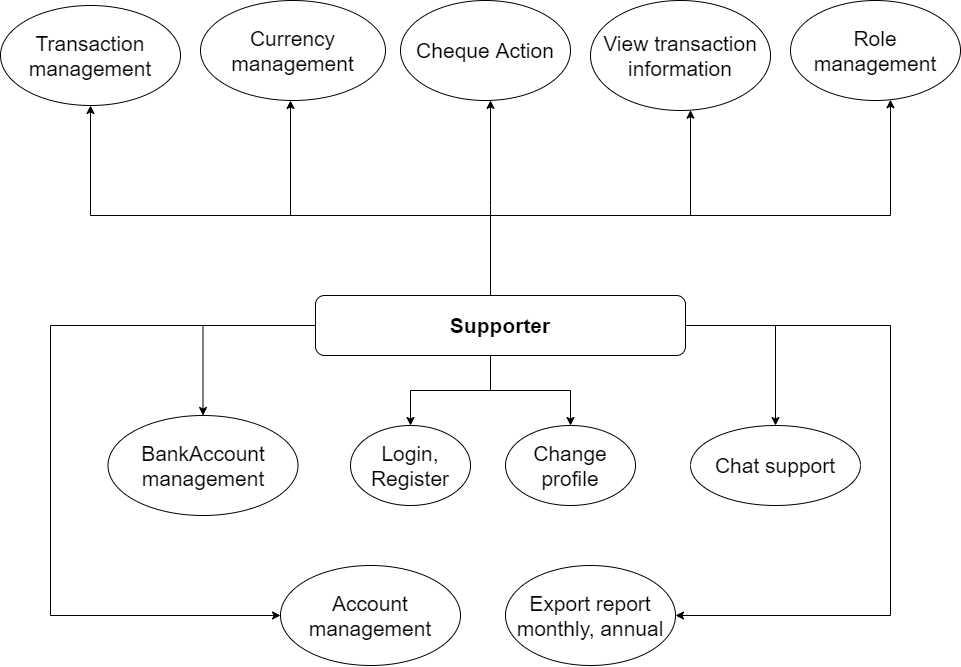 Transaction
management
Currency
management
Cheque Action
View transaction
information
Role
management
Supporter
BankAccount
management
Login,
Register
Change
profile
Chat support
Account
management
Export report
monthly, annual